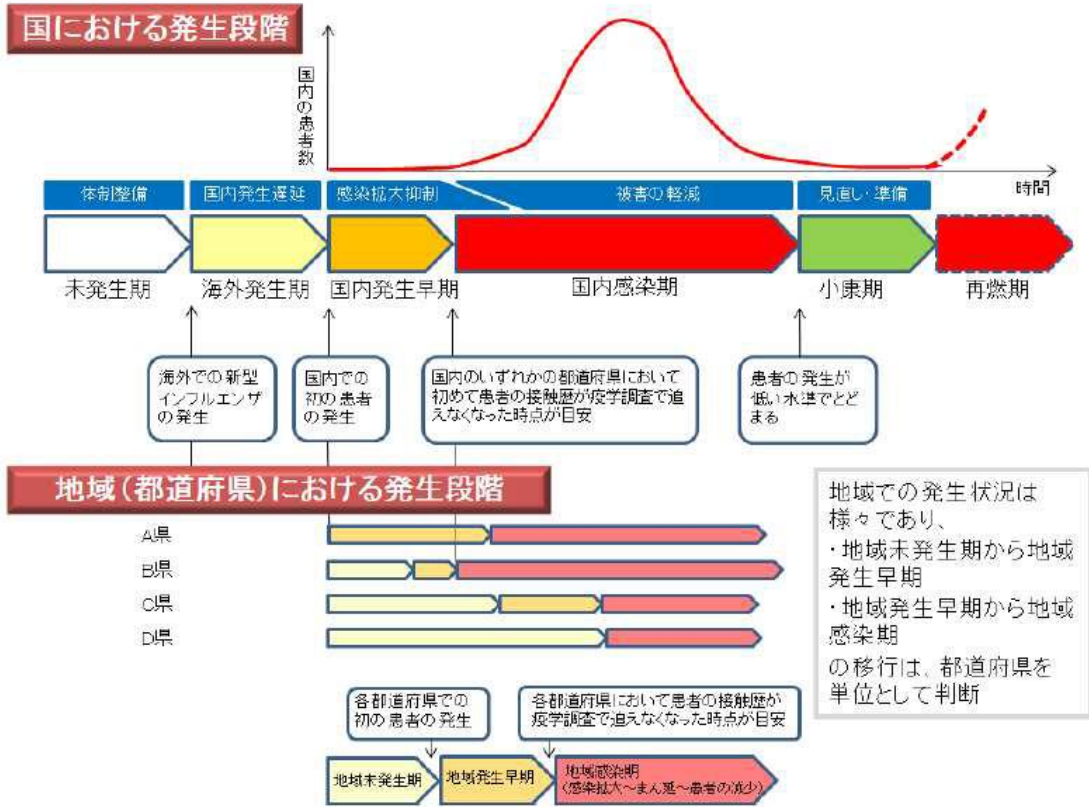 国における発生段階
国内の患者数
時間
体制整備
国内発生遅延
感染拡大抑制
被害の軽減
見直し・準備
未発生期
海外発生期
国内発生早期
国内感染期
小康期
再燃期
海外での新型
インフルエンザ
の発生
国内での
初の患者
の発生
国内のいずれかの都道府県において
初めて患者の接触歴が疫学調査で追
えなくなった時点が目安
患者の発生が
低い水準でとど
まる
地域(都道府県)における発生段階
A県
B県
C県
D県
地域での発生状況は
様々であり、
・地域未発生期から地域
発生早期
・地域発生早期から地域
感染期
の移行は、都道府県を
単位として判断
各都道府県での
初の患者の発生
各都道府県において患者の接触歴が
疫学調査で追えなくなった時点が目安
地域未発生期
地域発生早期
地域感染期
(感染拡大~まん延~患者の減少)